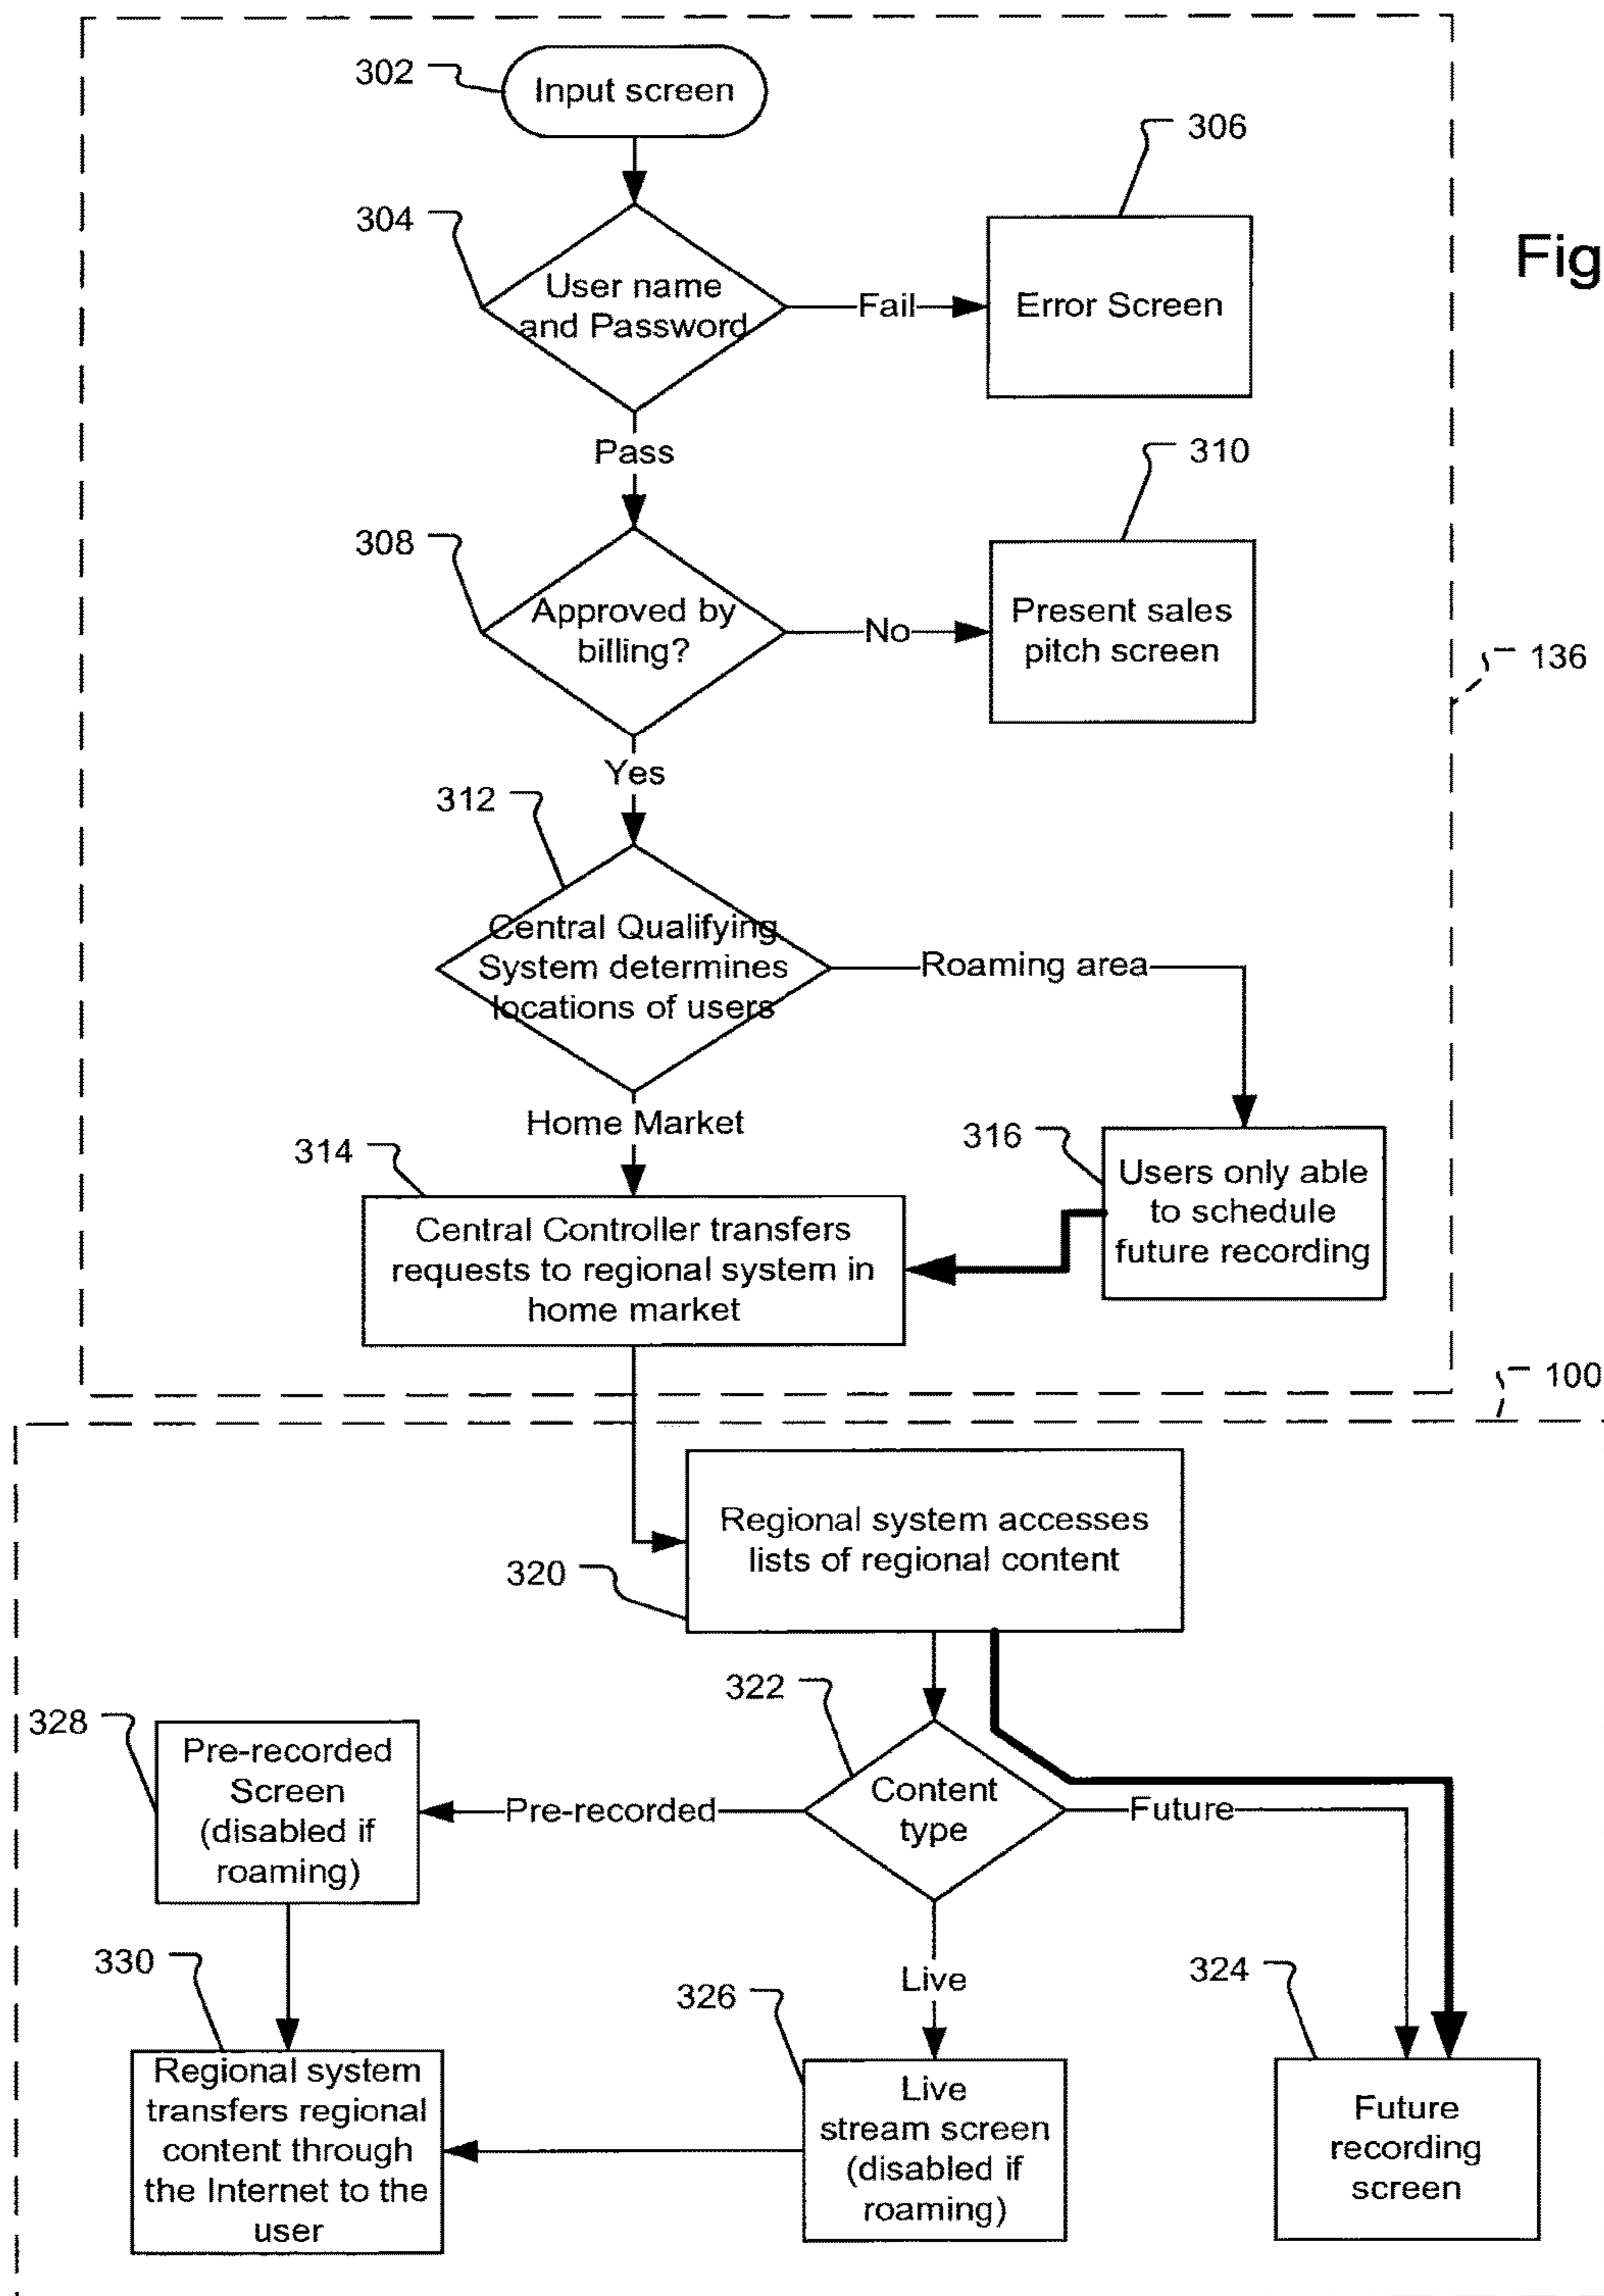 302
Input screen
306
304
Fig
User name
and Password
Fail
Error Screen
Pass
310
308
Approved by
billing?
No
Present sales
pitch screen
136
Yes
312
Central Qualifying
System determines
locations of users
Roaming area
Home Market
314
316
Users only able
to schedule
future recording
Central Controller transfers
requests to regional system in
home market
100
Regional system accesses
lists of regional content
320
322
328
Pre-recorded
Screen
(disabled if
roaming)
Pre-recorded
Content
type
Future
330
Live
326
324
Regional system
transfers regional
content through
the Internet to the
user
Live
stream screen
(disabled if
roaming)
Future
recording
screen